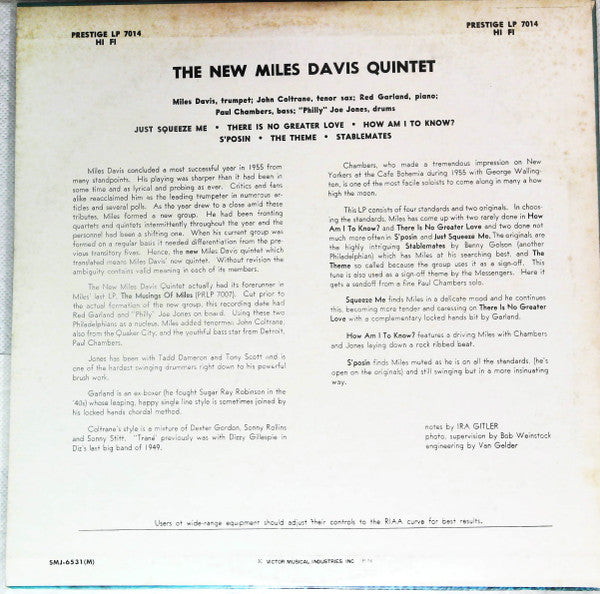 PRESTIGE LP 7014
HI FI
PRESTIGE LP 7014
HI FI
THE NEW MILES DAVIS QUINTET
Miles Davis, trumpet; John Coltrane, tenor sax; Red Garland, piano;
Paul Chambers, bass; "Philly" Joe Jones, drums
JUST SQUEEZE ME • THERE IS NO GREATER LOVE • HOW AM I TO KNOW?
S'POSIN • THE THEME • STABLEMATES
Miles Davis concluded a most successful year in 1955 from
many standpoints. His playing was sharper than it had been in
some time and as lyrical and probing as ever. Critics and fans
alike reacclaimed him as the leading trumpeter in numerous ar-
ticles and several polls. As the year drew to a close amid these
tributes, Miles formed a new group. He had been fronting
quartets and quintets intermittently throughout the year and the
personnel had been a shifting one. When his current group was
formed on a regular basis it needed differentiation from the pre-
vious transitory fives. Hence, the new Miles Davis quintet which
translated means Miles Davis' new quintet. Without revision the
ambiguity contains valid meaning in each of its members.
The New Miles Davis Quintet actually had its forerunner in
Miles' last LP, The Musings Of Miles (PRLP 7007). Cut prior to
the actual formation of the new group, this recording date had
Red Garland and "Philly" Joe Jones on board. Using these two
Philadelphians as a nucleus, Miles added tenorman John Coltrane,
also from the Quaker City, and the youthful bass star from Detroit,
Paul Chambers.
Jones has been with Tadd Dameron and Tony Scott and is
one of the hardest swinging drummers right down to his powerful
brush work.
Garland is an ex-boxer (he fought Sugar Ray Robinson in the
'40s) whose leaping, happy single line style is sometimes joined by
his locked hands chordal method.
Coltrane's style is a mixture of Dexter Gordon, Sonny Rollins
and Sonny Stitt. "Trane" previously was with Dizzy Gillespie in
Diz's last big band of 1949.
Chambers, who made a tremendous impression on New
Yorkers at the Cafe Bohemia during 1955 with George Walling-
ton, is one of the most facile soloists to come along in many a how
high the moon.
This LP consists of four standards and two originals. In choos-
ing the standards, Miles has come up with two rarely done in How
Am I To Know? and There Is No Greater Love and two done not
much more often in S'posin and Just Squeeze Me. The originals are
the highly intriguing Stablemates by Benny Golson (another
Philadelphian) which has Miles at his searching best, and The
Theme so called because the group uses it as a sign-off. This
tune is also used as a sign-off theme by the Messengers. Here it
gets a sendoff from a fine Paul Chambers solo.
Squeeze Me finds Miles in a delicate mood and he continues
this, becoming more tender and caressing on There Is No Greater
Love with a complementary locked hands bit by Garland.
How Am I To Know? features a driving Miles with Chambers
and Jones laying down a rock ribbed beat.
S'posin finds Miles muted as he is on all the standards, (he's
open on the originals) and still swinging but in a more insinuating
way.
notes by IRA GITLER
photo, supervision by Bob Weinstock
engineering by Van Gelder
Users of wide-range equipment should adjust their controls to the RIAA curve for best results.
SMJ-6531(M)
VICTOR MUSICAL INDUSTRIES, INC.